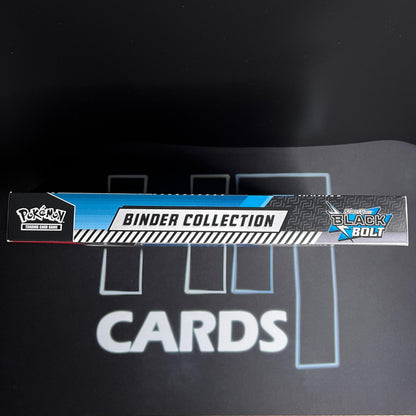 POKÉMON
TRADING CARD GAME
BINDER COLLECTION
BLACK
BOLT
CARDS